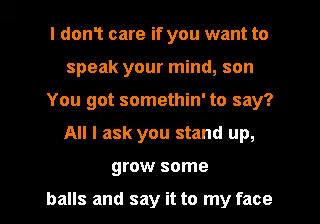 I don't care if you want to
speak your mind, son
You got somethin' to say?
All I ask you stand up,
grow some
balls and say it to my face